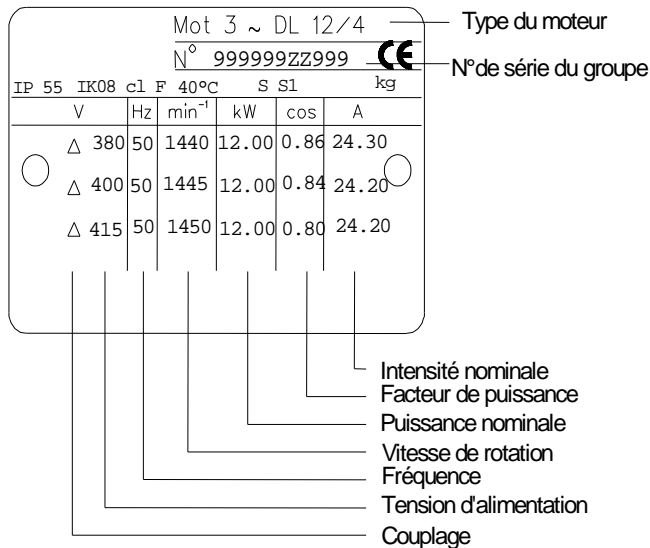 Mot 3 ~ DL 12/4 Type du moteur
N° 999999ZZ999 CE N°de série du groupe
IP 55 IK08 cl F 40°C S S1 kg
V Hz min⁻¹ kW cos A
△ 380 50 1440 12.00 0.86 24.30
△ 400 50 1445 12.00 0.84 24.20
△ 415 50 1450 12.00 0.80 24.20
Intensité nominale
Facteur de puissance
Puissance nominale
Vitesse de rotation
Fréquence
Tension d'alimentation
Couplage